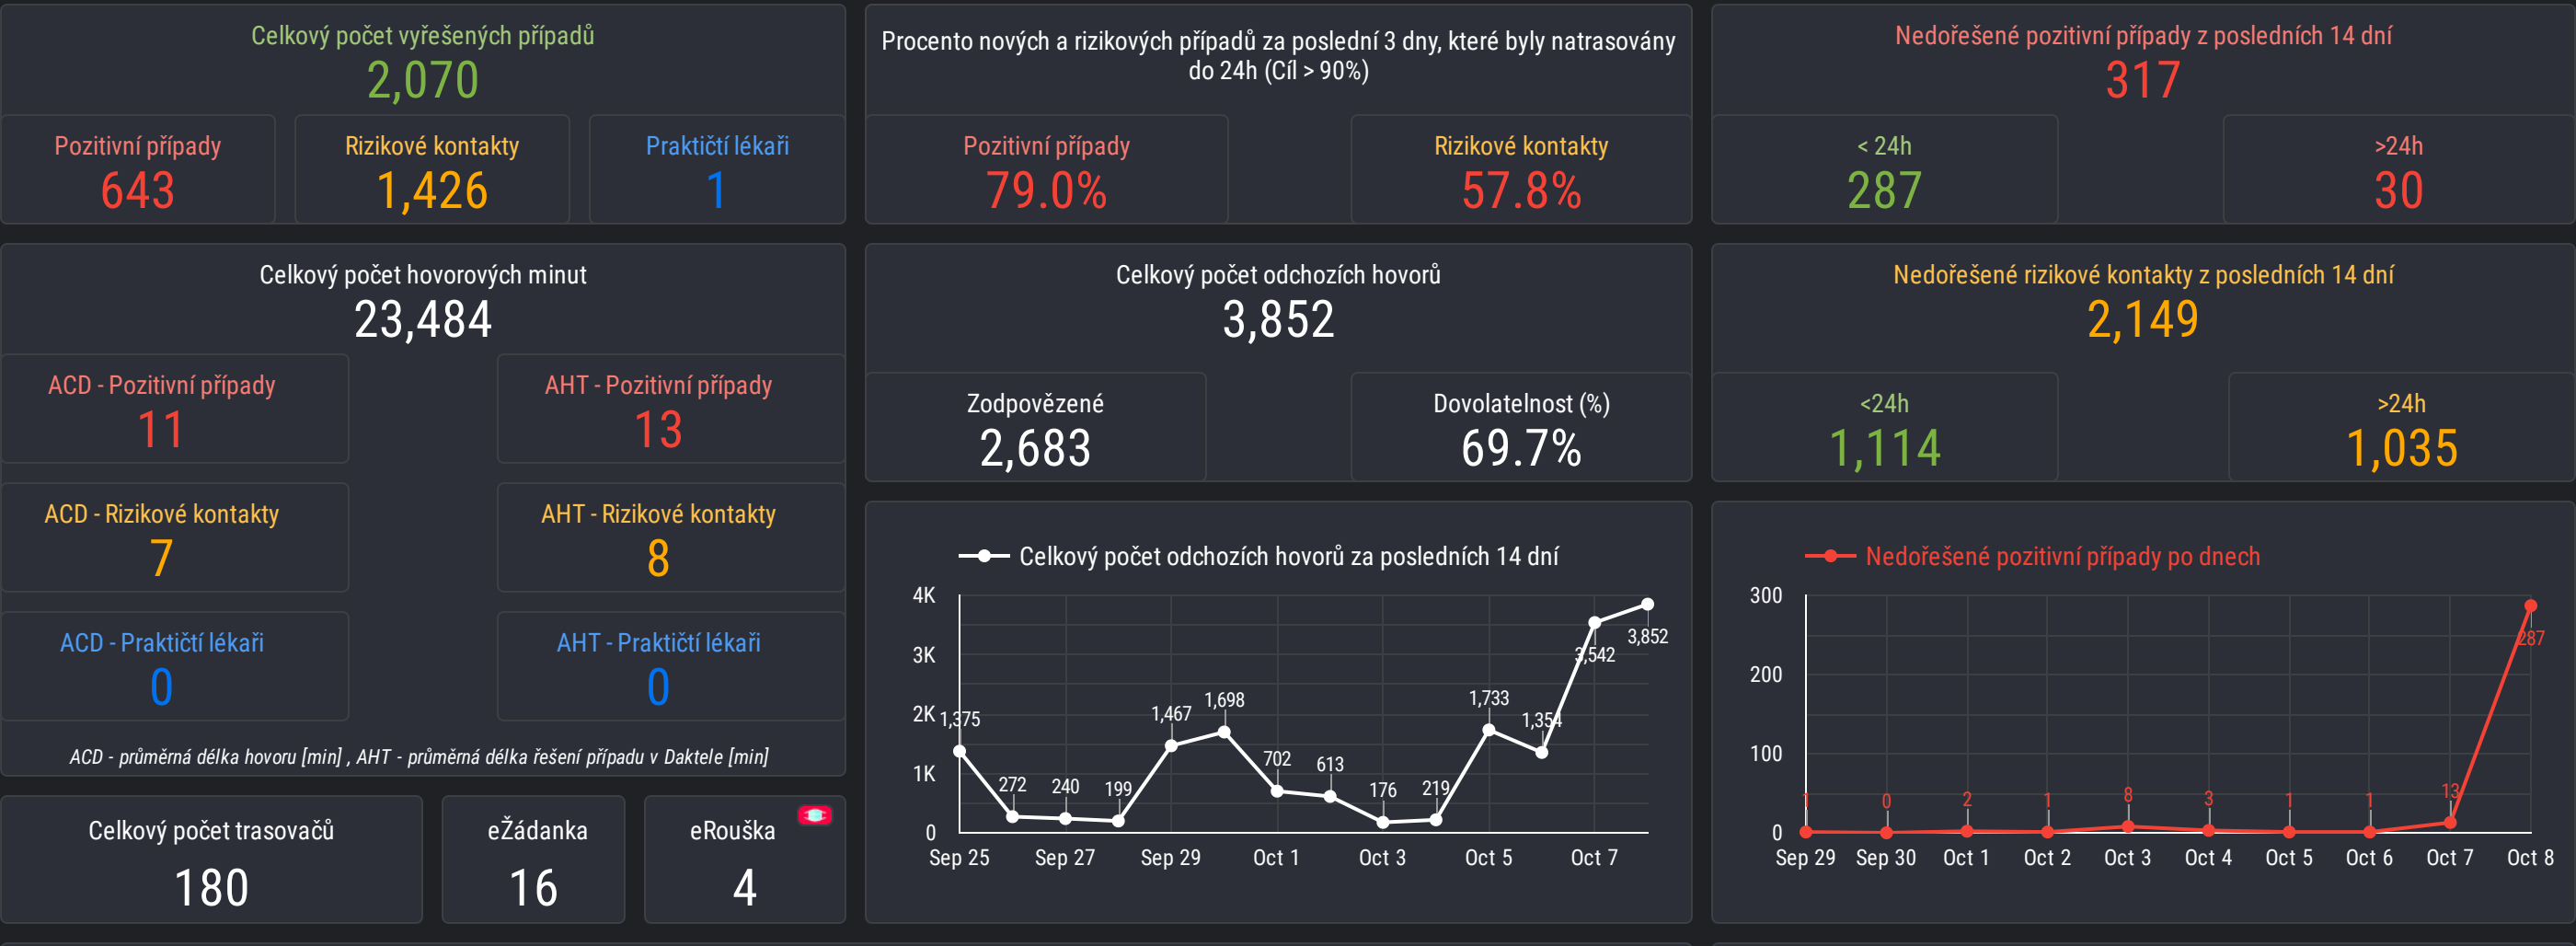 Celkový počet vyřešených případů
2,070
Pozitivní případy
643
Rizikové kontakty
1,426
Praktičtí lékaři
1
Procento nových a rizikových případů za poslední 3 dny, které byly natrasovány
do 24h (Cíl > 90%)
Pozitivní případy
79.0%
Rizikové kontakty
57.8%
Nedořešené pozitivní případy z posledních 14 dní
317
< 24h
287
>24h
30
Celkový počet hovorových minut
23,484
ACD - Pozitivní případy
11
AHT - Pozitivní případy
13
ACD - Rizikové kontakty
7
AHT - Rizikové kontakty
8
ACD - Praktičtí lékaři
0
AHT - Praktičtí lékaři
0
ACD - průměrná délka hovoru [min] , AHT - průměrná délka řešení případu v Daktele [min]
Celkový počet odchozích hovorů
3,852
Zodpovězené
2,683
Dovolatelnost (%)
69.7%
Nedořešené rizikové kontakty z posledních 14 dní
2,149
<24h
1,114
>24h
1,035
Celkový počet trasovačů
180
eŽádanka
16
eRouška
4
Celkový počet odchozích hovorů za posledních 14 dní
4K
3K
2K
1K
0
1,375
272
240
199
1,467
1,698
702
613
176
219
1,733
1,354
3,542
3,852
Sep 25
Sep 27
Sep 29
Oct 1
Oct 3
Oct 5
Oct 7
Nedořešené pozitivní případy po dnech
300
200
100
0
1
0
2
1
8
3
1
1
13
287
Sep 29
Sep 30
Oct 1
Oct 2
Oct 3
Oct 4
Oct 5
Oct 6
Oct 7
Oct 8